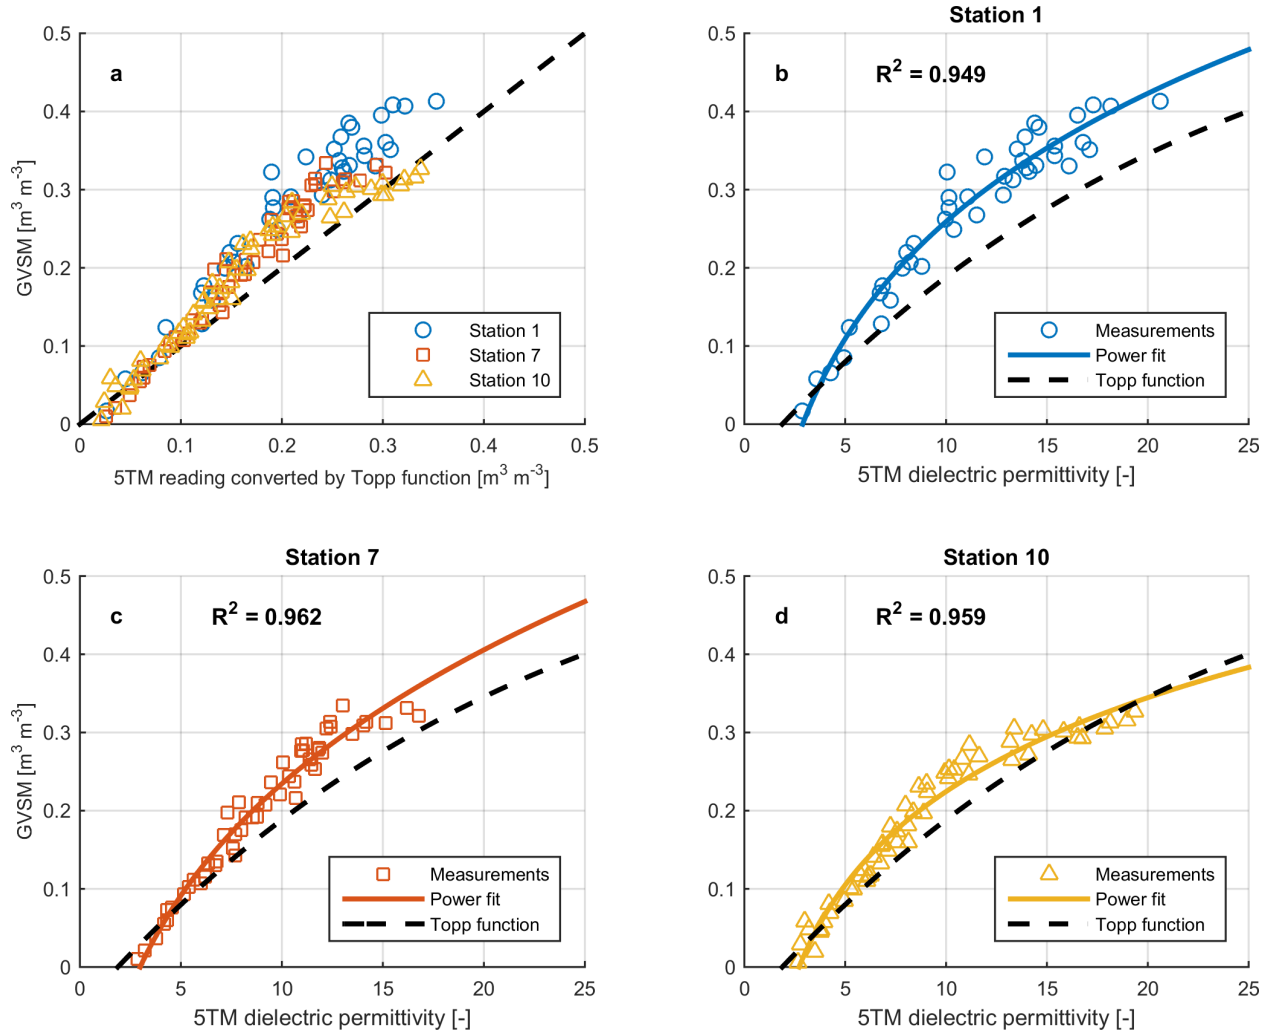 a
0.5
0.4
0.3
0.2
0.1
0
GVSM [m³ m⁻³]
Station 1
Station 7
Station 10
0
0.1
0.2
0.3
0.4
0.5
5TM reading converted by Topp function [m³ m⁻³]
Station 1
b
R² = 0.949
0.5
0.4
0.3
0.2
0.1
0
Measurements
Power fit
Topp function
0
5
10
15
20
25
5TM dielectric permittivity [-]
Station 7
c
R² = 0.962
0.5
0.4
0.3
0.2
0.1
0
GVSM [m³ m⁻³]
Measurements
Power fit
Topp function
0
5
10
15
20
25
5TM dielectric permittivity [-]
Station 10
d
R² = 0.959
0.5
0.4
0.3
0.2
0.1
0
Measurements
Power fit
Topp function
0
5
10
15
20
25
5TM dielectric permittivity [-]